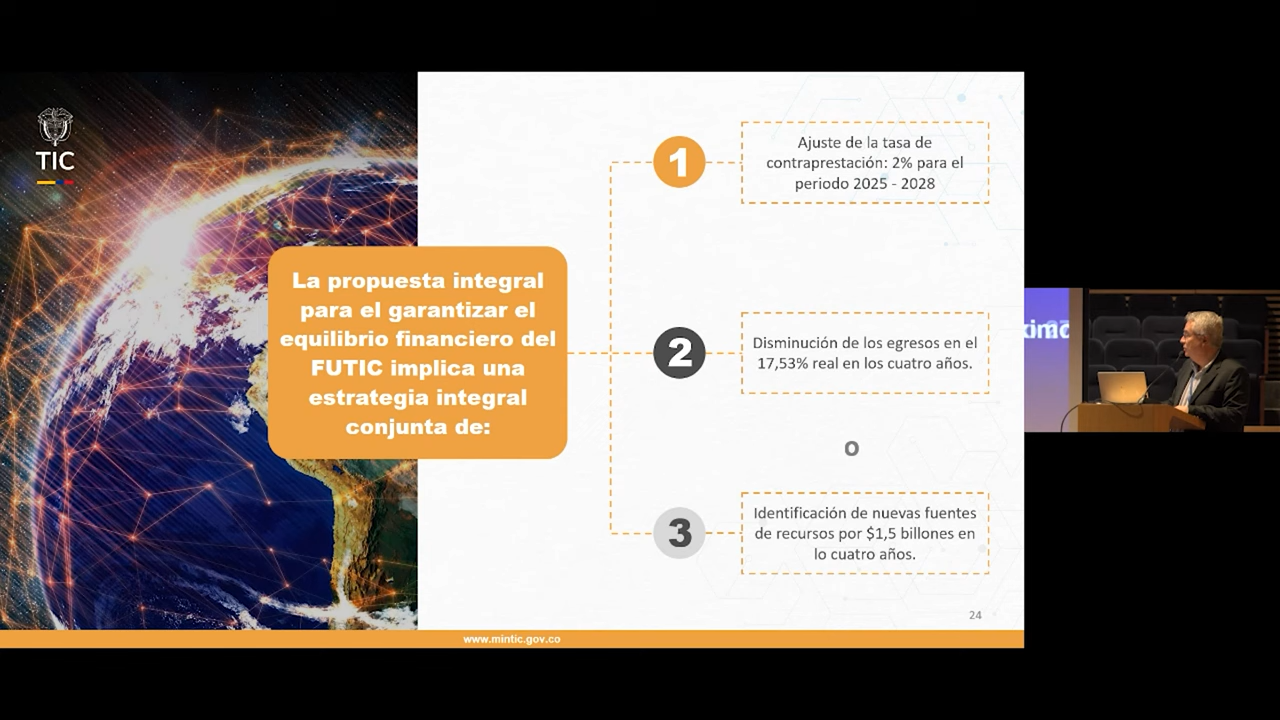 TIC
La propuesta integral
para el garantizar el
equilibrio financiero del
FUTIC implica una
estrategia integral
conjunta de:
1
Ajuste de la tasa de
contraprestación: 2% para el
periodo 2025 - 2028
2
Disminución de los egresos en el
17,53% real en los cuatro años.
O
3
Identificación de nuevas fuentes
de recursos por $1,5 billones en
lo cuatro años.
24
www.mintic.gov.co